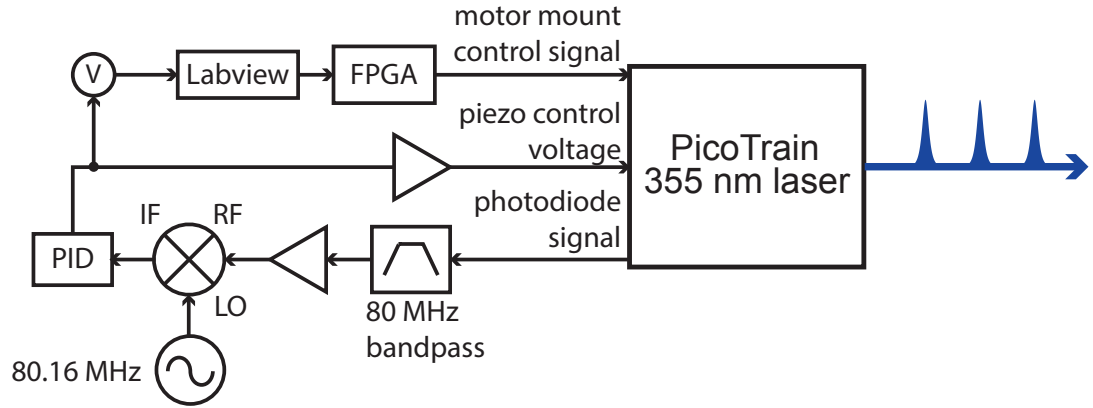 motor mount
control signal
V
Labview
FPGA
piezo control
voltage
PicoTrain
355 nm laser
photodiode
signal
IF
RF
PID
LO
80 MHz
bandpass
80.16 MHz